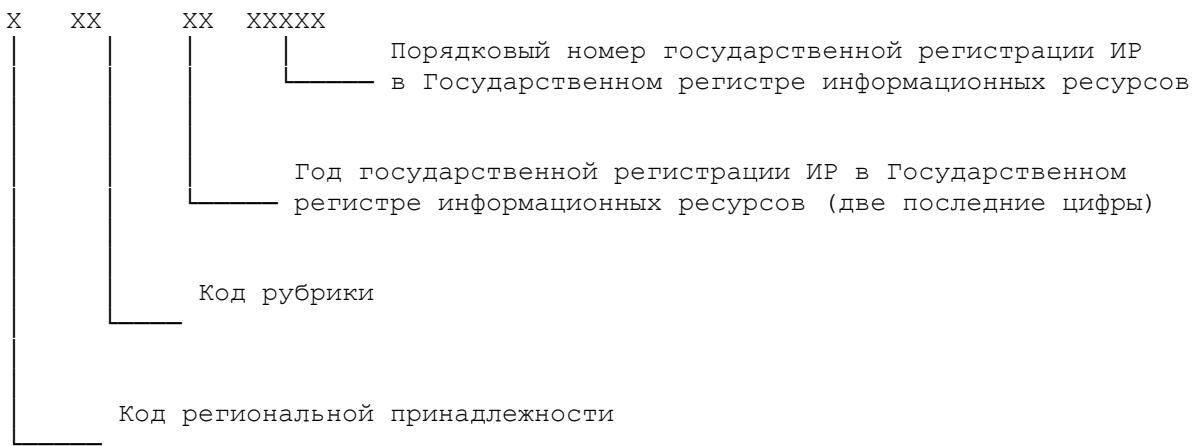 X XX XX XXXXX
Порядковый номер государственной регистрации ИР
в Государственном регистре информационных ресурсов
Год государственной регистрации ИР в Государственном
регистре информационных ресурсов (две последние цифры)
Код рубрики
Код региональной принадлежности